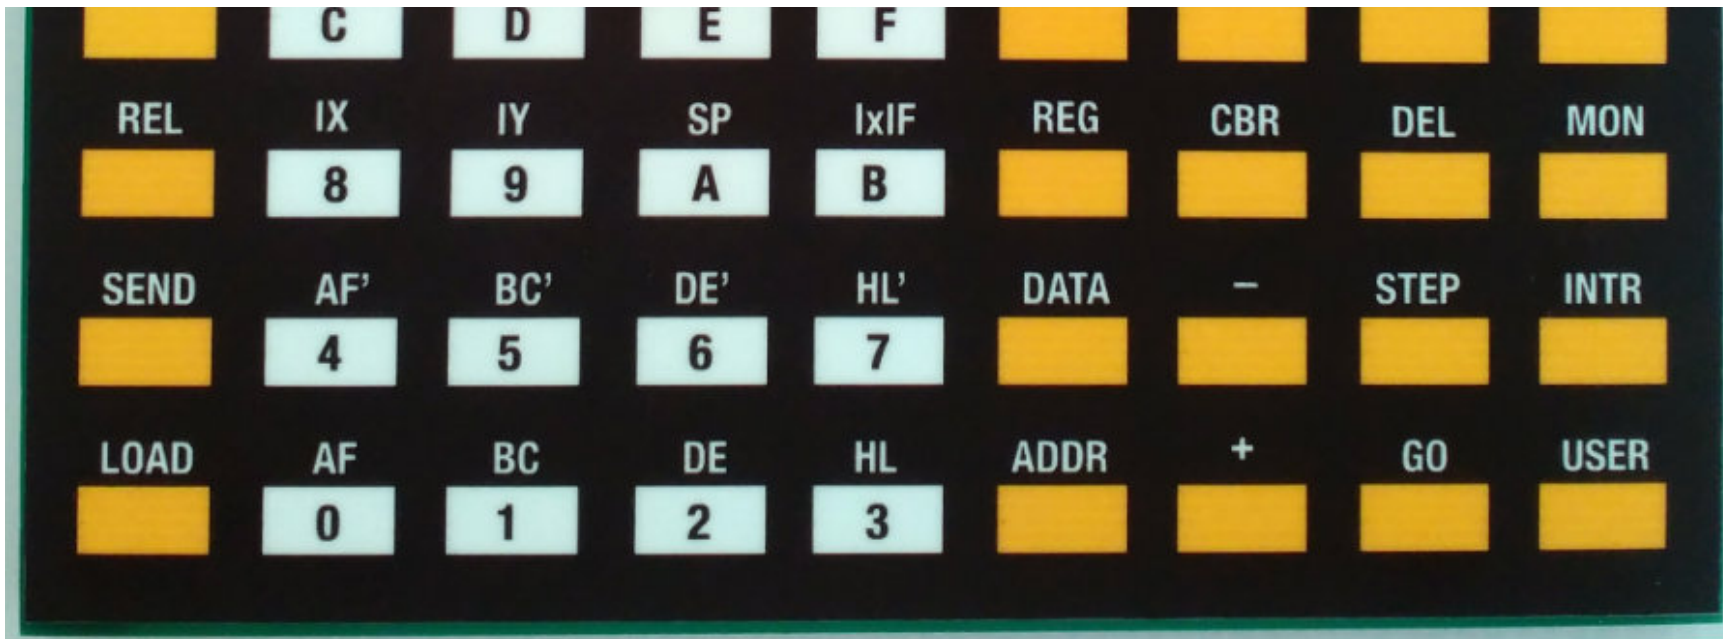 C D E F
REL IX IY SP IxIF REG CBR DEL MON
8 9 A B
SEND AF’ BC’ DE’ HL’ DATA – STEP INTR
4 5 6 7
LOAD AF BC DE HL ADDR + GO USER
0 1 2 3